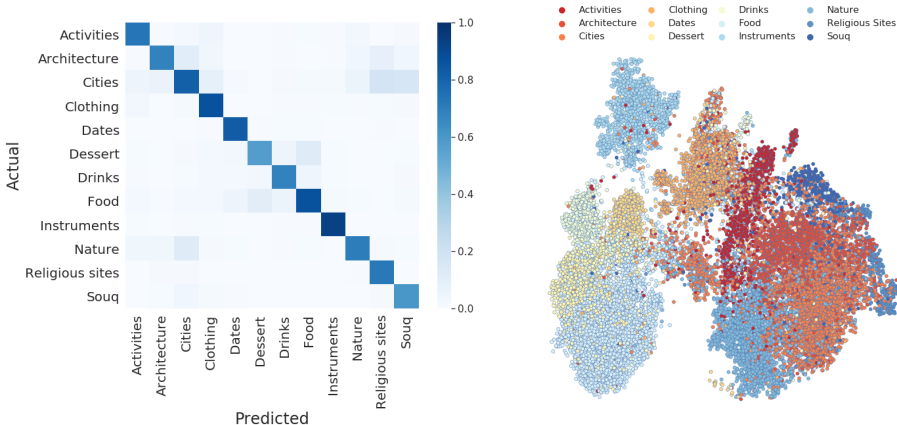 Activities
Architecture
Cities
Clothing
Dates
Dessert
Drinks
Food
Instruments
Nature
Religious sites
Souq
Actual
Activities
Architecture
Cities
Clothing
Dates
Dessert
Drinks
Food
Instruments
Nature
Religious sites
Souq
Predicted
1.0
0.8
0.6
0.4
0.2
0.0
Activities Clothing Drinks Nature
Architecture Dates Food Religious Sites
Cities Dessert Instruments Souq